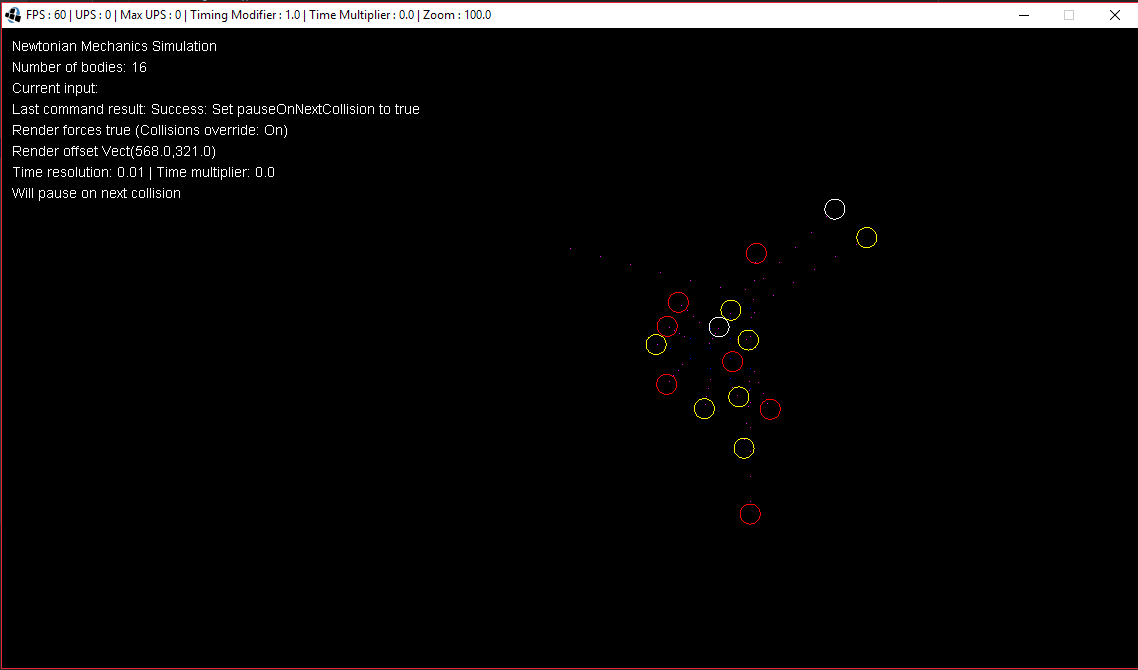 FPS : 60 | UPS : 0 | Max UPS : 0 | Timing Modifier : 1.0 | Time Multiplier : 0.0 | Zoom : 100.0
Newtonian Mechanics Simulation
Number of bodies: 16
Current input:
Last command result: Success: Set pauseOnNextCollision to true
Render forces true (Collisions override: On)
Render offset Vect(568.0,321.0)
Time resolution: 0.01 | Time multiplier: 0.0
Will pause on next collision